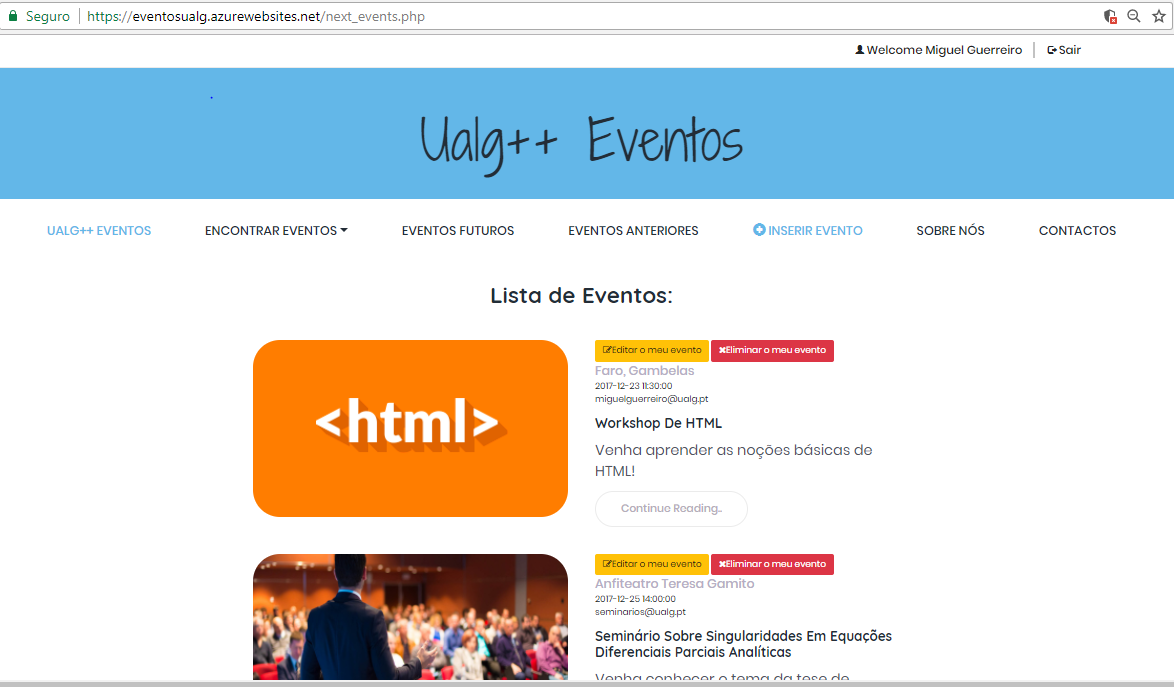 Seguro https://eventosualg.azurewebsites.net/next_events.php
Welcome Miguel Guerreiro Sair
Ualg++ Eventos
UALG++ EVENTOS ENCONTRAR EVENTOS EVENTOS FUTUROS EVENTOS ANTERIORES INSERIR EVENTO SOBRE NÓS CONTACTOS
Lista de Eventos:
<html>
Editar o meu evento Eliminar o meu evento
Faro, Gambelas
2017-12-23 11:30:00
miguelguerreiro@ualg.pt
Workshop De HTML
Venha aprender as noções básicas de
HTML!
Continue Reading..
Editar o meu evento Eliminar o meu evento
Anfiteatro Teresa Gamito
2017-12-25 14:00:00
seminarios@ualg.pt
Seminário Sobre Singularidades Em Equações
Diferenciais Parciais Analíticas
Venha conhecer o tema da tese de